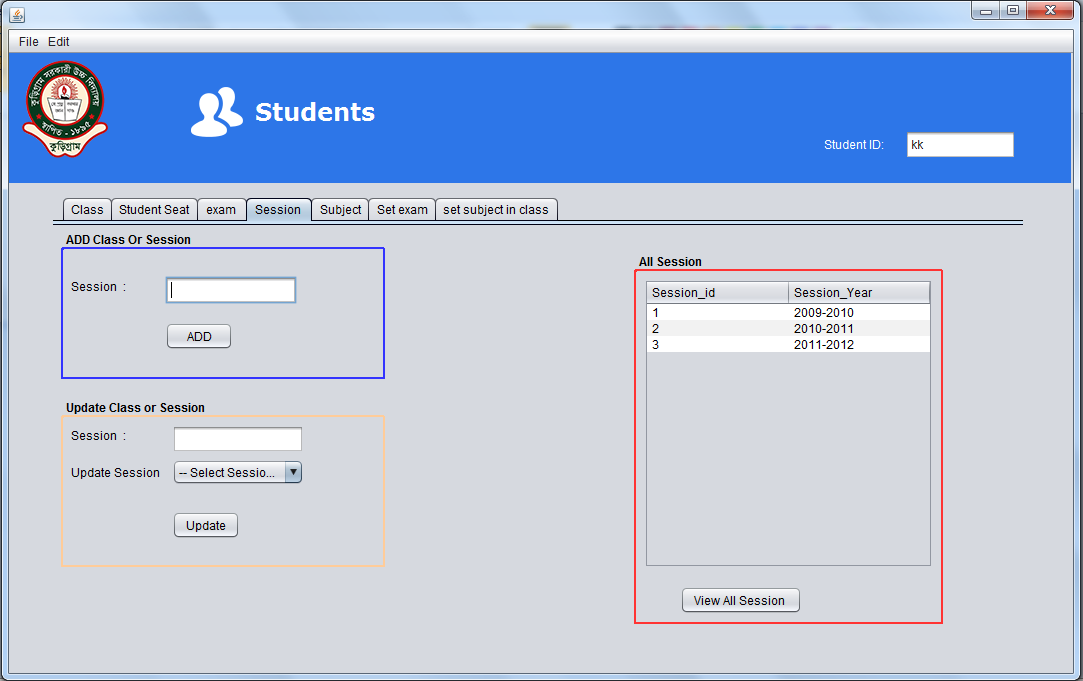 File Edit
কুড়িগ্রাম সরকারী উচ্চ বিদ্যালয়
স্থাপিত - ১৮৯৫
কুড়িগ্রাম
Students
Student ID: kk
Class Student Seat exam Session Subject Set exam set subject in class
ADD Class Or Session
Session :
ADD
Update Class or Session
Session :
Update Session -- Select Sessio...
Update
All Session
Session_id Session_Year
1 2009-2010
2 2010-2011
3 2011-2012
View All Session